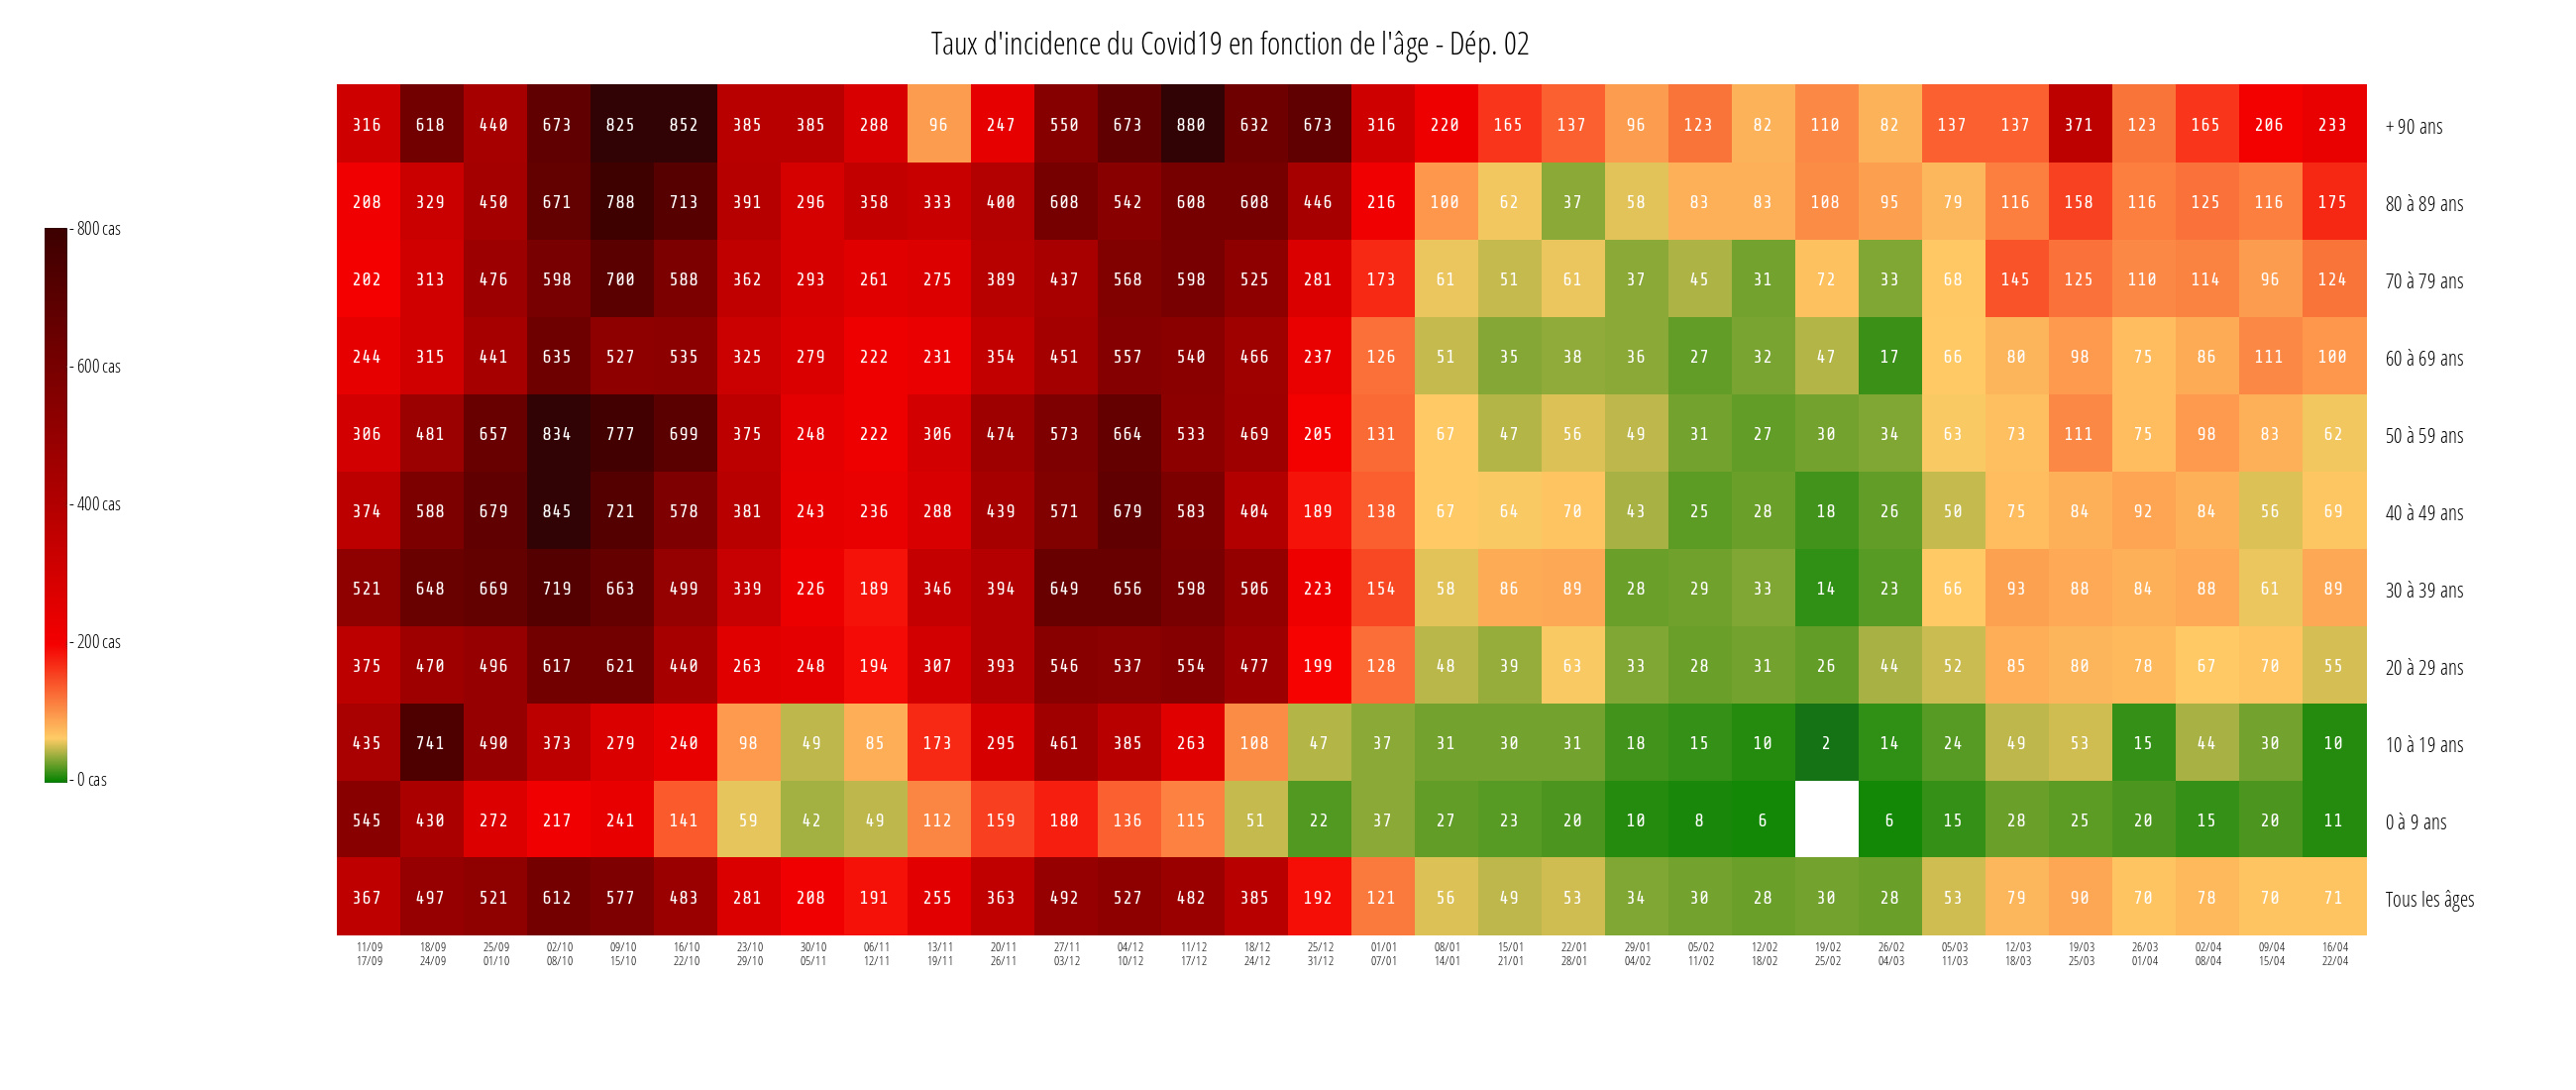 Taux d'incidence du Covid19 en fonction de l'âge - Dép. 02
316 618 440 673 825 852 385 385 288 96 247 550 673 880 632 673 316 220 165 137 96 123 82 110 82 137 137 371 123 165 206 233 + 90 ans
208 329 450 671 788 713 391 296 358 333 400 608 542 608 608 446 216 100 62 37 58 83 83 108 95 79 116 158 116 125 116 175 80 à 89 ans
- 800 cas
202 313 476 598 700 588 362 293 261 275 389 437 568 598 525 281 173 61 51 61 37 45 31 72 33 68 145 125 110 114 96 124 70 à 79 ans
244 315 441 635 527 535 325 279 222 231 354 451 557 540 466 237 126 51 35 38 36 27 32 47 17 66 80 98 75 86 111 100 60 à 69 ans
- 600 cas
306 481 657 834 777 699 375 248 222 306 474 573 664 533 469 205 131 67 47 56 49 31 27 30 34 63 73 111 75 98 83 62 50 à 59 ans
- 400 cas
374 588 679 845 721 578 381 243 236 288 439 571 679 583 404 189 138 67 64 70 43 25 28 18 26 50 75 84 92 84 56 69 40 à 49 ans
521 648 669 719 663 499 339 226 189 346 394 649 656 598 506 223 154 58 86 89 28 29 33 14 23 66 93 88 84 88 61 89 30 à 39 ans
- 200 cas
375 470 496 617 621 440 263 248 194 307 393 546 537 554 477 199 128 48 39 63 33 28 31 26 44 52 85 80 78 67 70 55 20 à 29 ans
435 741 490 373 279 240 98 49 85 173 295 461 385 263 108 47 37 31 30 31 18 15 10 2 14 24 49 53 15 44 30 10 10 à 19 ans
- 0 cas
545 430 272 217 241 141 59 42 49 112 159 180 136 115 51 22 37 27 23 20 10 8 6 6 15 28 25 20 15 20 11 0 à 9 ans
367 497 521 612 577 483 281 208 191 255 363 492 527 482 385 192 121 56 49 53 34 30 28 30 28 53 79 90 70 78 70 71 Tous les âges
11/09 18/09 25/09 02/10 09/10 16/10 23/10 30/10 06/11 13/11 20/11 27/11 04/12 11/12 18/12 25/12 01/01 08/01 15/01 22/01 29/01 05/02 12/02 19/02 26/02 05/03 12/03 19/03 26/03 02/04 09/04 16/04
17/09 24/09 01/10 08/10 15/10 22/10 29/10 05/11 12/11 19/11 26/11 03/12 10/12 17/12 24/12 31/12 07/01 14/01 21/01 28/01 04/02 11/02 18/02 25/02 04/03 11/03 18/03 25/03 01/04 08/04 15/04 22/04